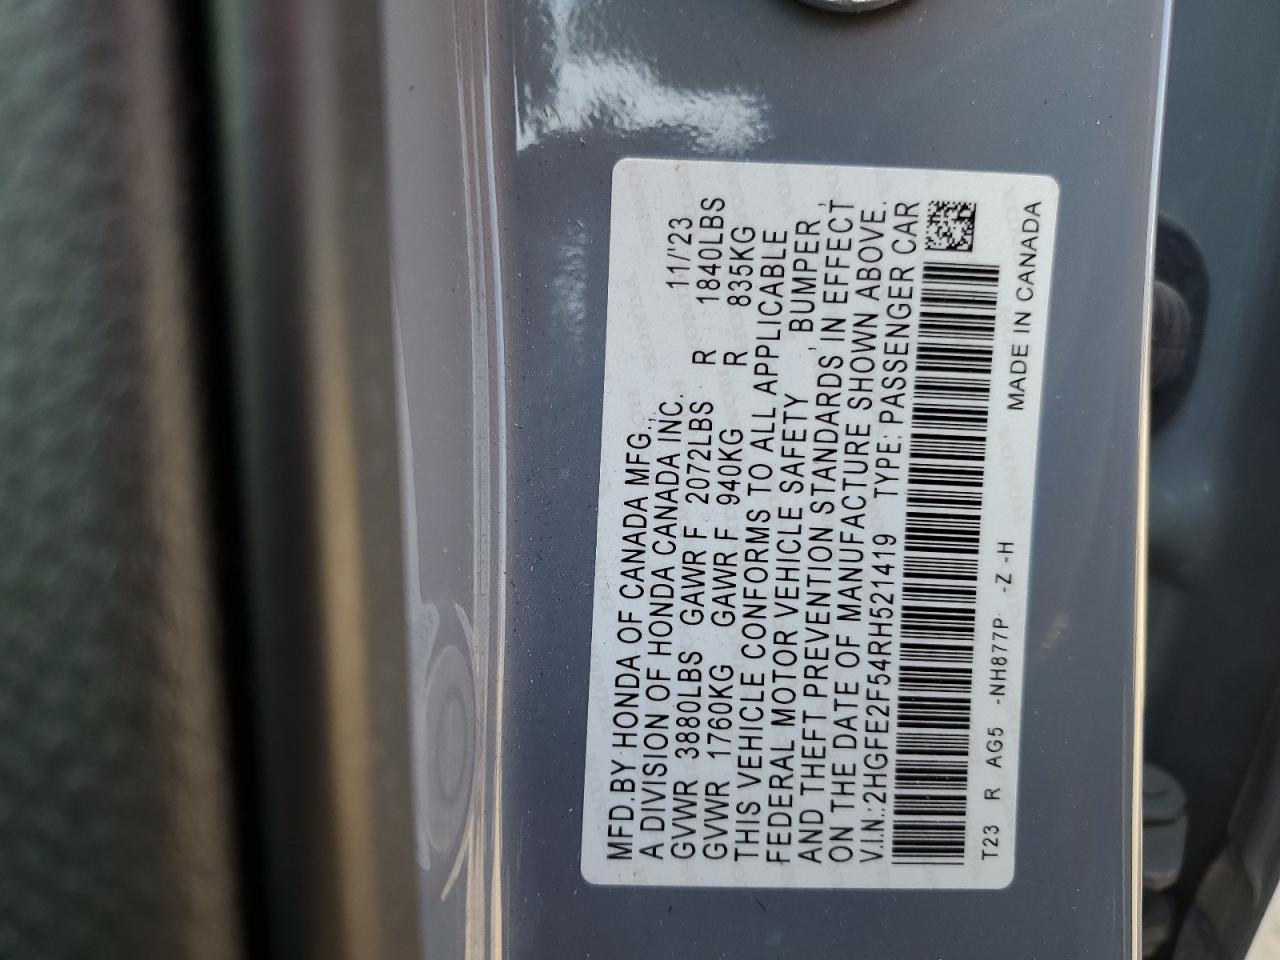 MFD.BY HONDA OF CANADA MFG.,
A DIVISION OF HONDA CANADA INC. 11/'23
GVWR 3880LBS GAWR F 2072LBS R 1840LBS
GVWR 1760KG GAWR F 940KG R 835KG
THIS VEHICLE CONFORMS TO ALL APPLICABLE
FEDERAL MOTOR VEHICLE SAFETY , BUMPER ,
AND THEFT PREVENTION STANDARDS IN EFFECT
ON THE DATE OF MANUFACTURE SHOWN ABOVE.
V.I.N.:2HGFE2F54RH521419 TYPE: PASSENGER CAR
T23 R AG5 -NH877P -Z -H MADE IN CANADA